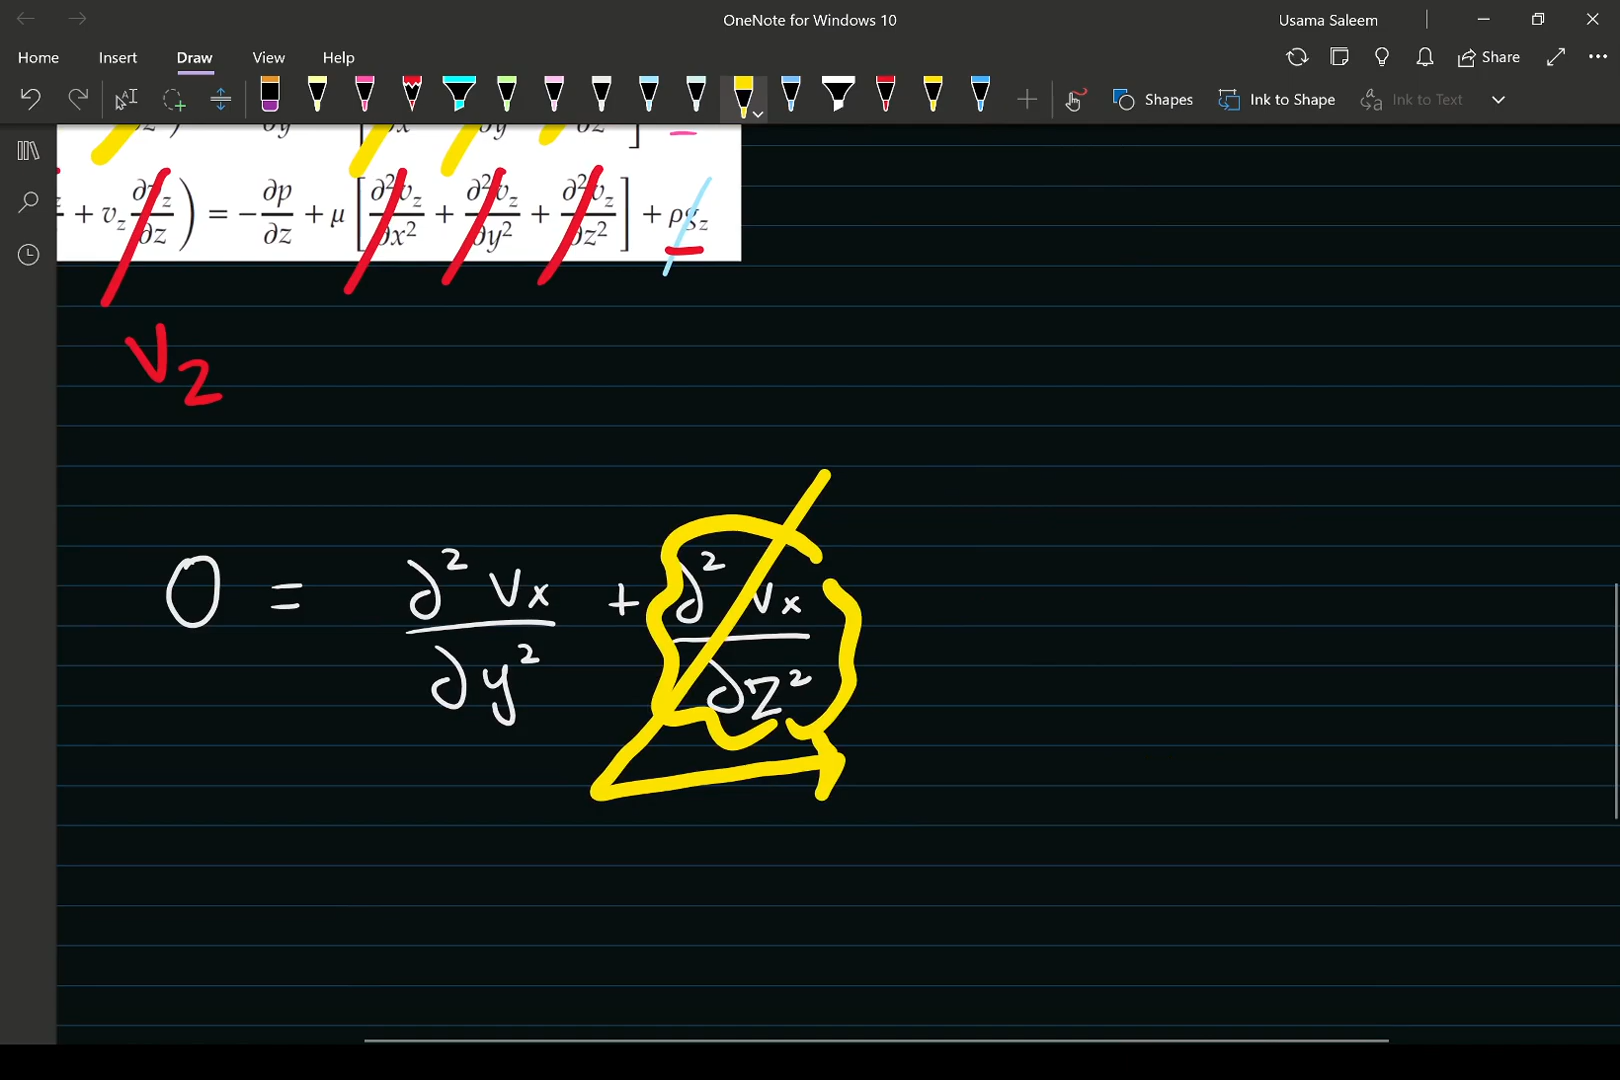 OneNote for Windows 10
Usama Saleem
Home Insert Draw View Help
Share
Shapes Ink to Shape Ink to Text
∂y [ ∂x ∂y ∂z ]
+ v_z ∂v_z/∂z ) = − ∂p/∂z + μ [ ∂²v_z/∂x² + ∂²v_z/∂y² + ∂²v_z/∂z² ] + ρg_z
V₂
0 = ∂² Vx / ∂y² + ∂² Vx / ∂z²